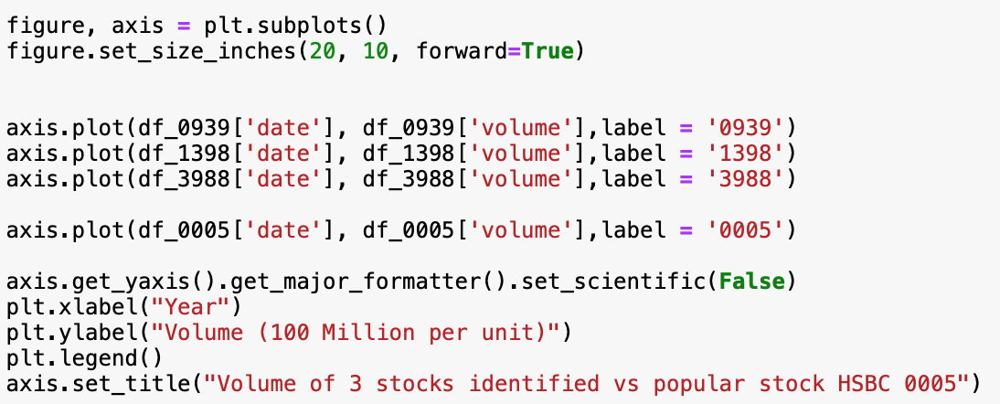 figure, axis = plt.subplots()
figure.set_size_inches(20, 10, forward=True)
axis.plot(df_0939['date'], df_0939['volume'],label = '0939')
axis.plot(df_1398['date'], df_1398['volume'],label = '1398')
axis.plot(df_3988['date'], df_3988['volume'],label = '3988')
axis.plot(df_0005['date'], df_0005['volume'],label = '0005')
axis.get_yaxis().get_major_formatter().set_scientific(False)
plt.xlabel("Year")
plt.ylabel("Volume (100 Million per unit)")
plt.legend()
axis.set_title("Volume of 3 stocks identified vs popular stock HSBC 0005")